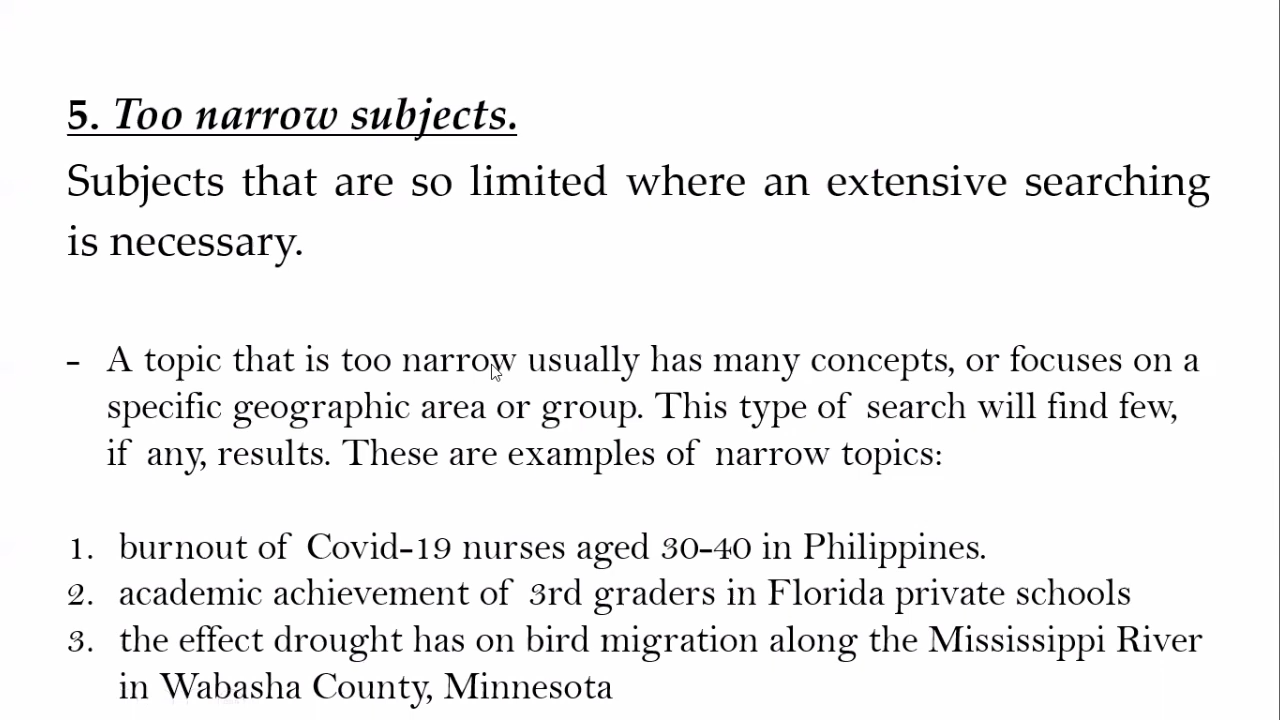 5. Too narrow subjects.
Subjects that are so limited where an extensive searching
is necessary.
- A topic that is too narrow usually has many concepts, or focuses on a
specific geographic area or group. This type of search will find few,
if any, results. These are examples of narrow topics:
1. burnout of Covid-19 nurses aged 30-40 in Philippines.
2. academic achievement of 3rd graders in Florida private schools
3. the effect drought has on bird migration along the Mississippi River
in Wabasha County, Minnesota